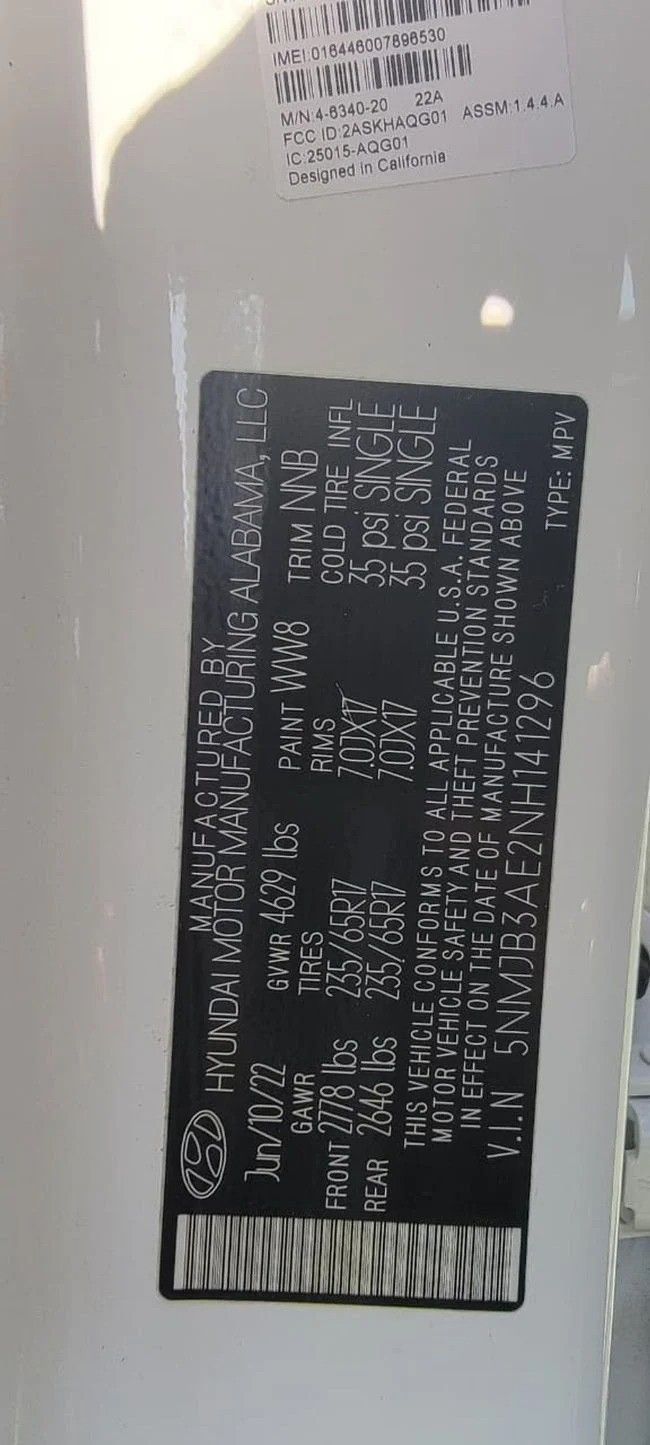 IMEI:016446007896530
M/N:4-6340-20 22A
FCC ID:2ASKHAQG01 ASSM:1.4.4.A
IC:25015-AQG01
Designed in California
MANUFACTURED BY
HYUNDAI MOTOR MANUFACTURING ALABAMA, LLC
Jun/10/22 GVWR 4629 lbs PAINT WW8 TRIM NNB
GAWR TIRES RIMS COLD TIRE INFL
FRONT 2778 lbs 235/65R17 7.0JX17 35 psi SINGLE
REAR 2646 lbs 235/65R17 7.0JX17 35 psi SINGLE
THIS VEHICLE CONFORMS TO ALL APPLICABLE U.S.A. FEDERAL
MOTOR VEHICLE SAFETY AND THEFT PREVENTION STANDARDS
IN EFFECT ON THE DATE OF MANUFACTURE SHOWN ABOVE
V.I.N 5NMJB3AE2NH141296 TYPE: MPV